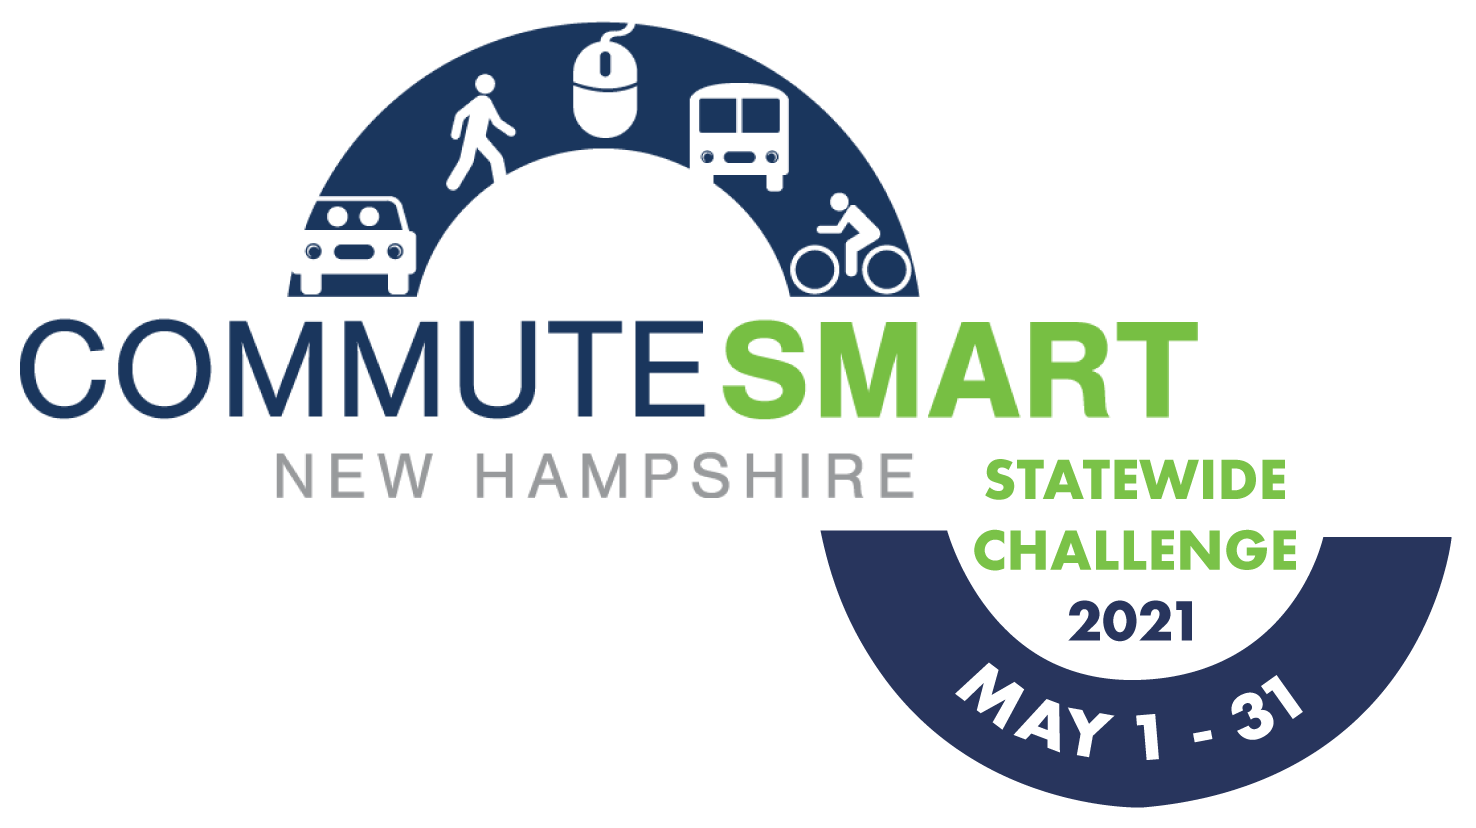 COMMUTESMART
NEW HAMPSHIRE
STATEWIDE
CHALLENGE
2021
MAY 1 - 31